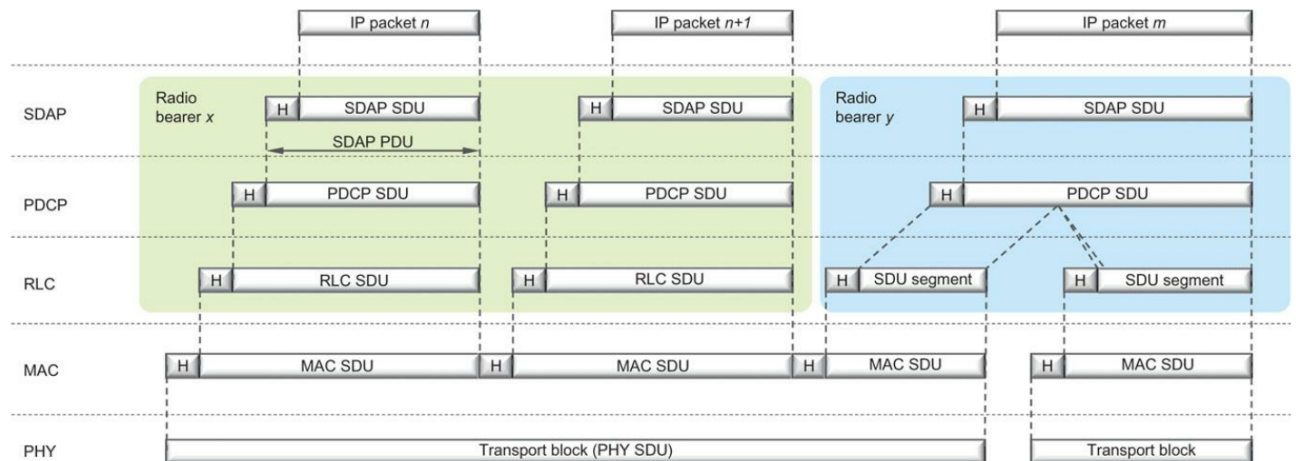 IP packet n
IP packet n+1
IP packet m
SDAP
Radio
bearer x
H
SDAP SDU
H
SDAP SDU
Radio
bearer y
H
SDAP SDU
SDAP PDU
PDCP
H
PDCP SDU
H
PDCP SDU
H
PDCP SDU
RLC
H
RLC SDU
H
RLC SDU
H
SDU segment
H
SDU segment
MAC
H
MAC SDU
H
MAC SDU
H
MAC SDU
H
MAC SDU
PHY
Transport block (PHY SDU)
Transport block